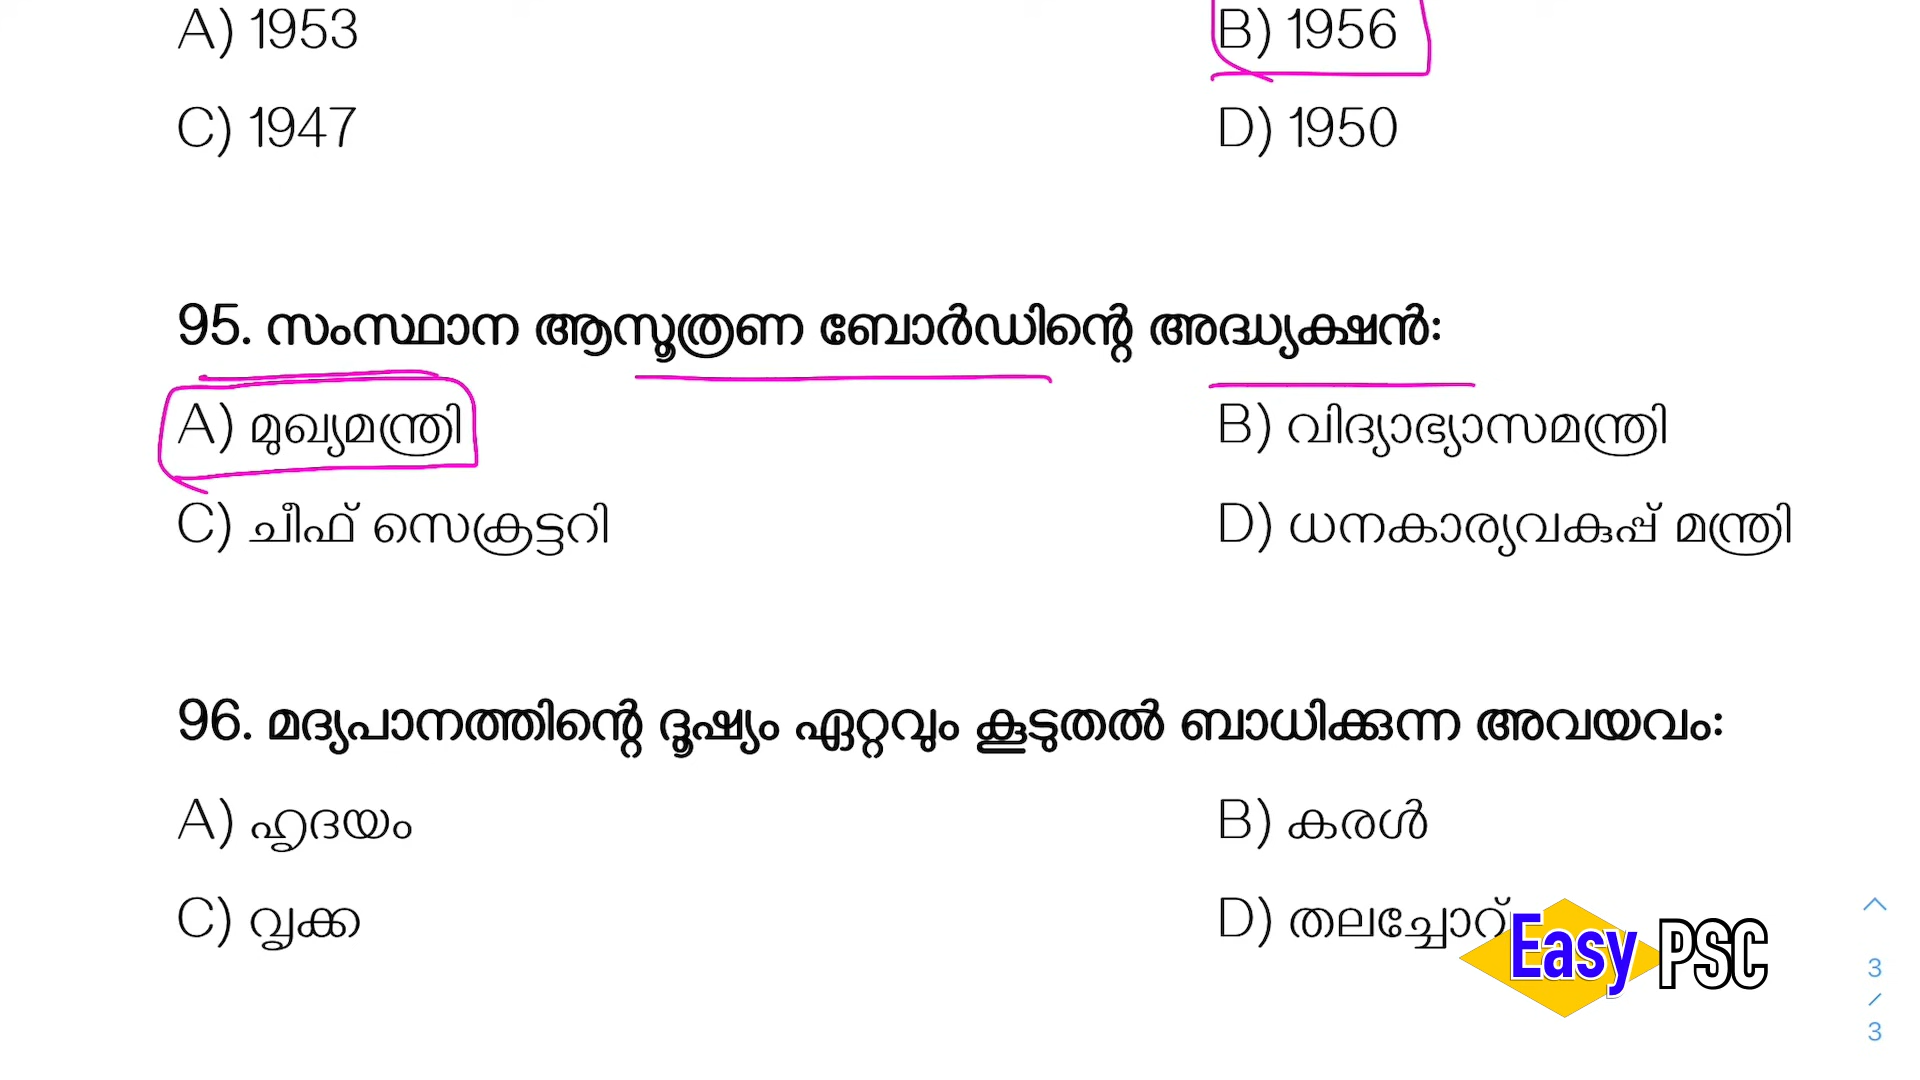 A) 1953 B) 1956
C) 1947 D) 1950
95. സംസ്ഥാന ആസൂത്രണ ബോർഡിന്റെ അദ്ധ്യക്ഷൻ:
A) മുഖ്യമന്ത്രി B) വിദ്യാഭ്യാസമന്ത്രി
C) ചീഫ് സെക്രട്ടറി D) ധനകാര്യവകുപ്പ് മന്ത്രി
96. മദ്യപാനത്തിന്റെ ദൂഷ്യം ഏറ്റവും കൂടുതൽ ബാധിക്കുന്ന അവയവം:
A) ഹൃദയം B) കരൾ
C) വൃക്ക D) തലച്ചോറ്
Easy PSC
3
/
3